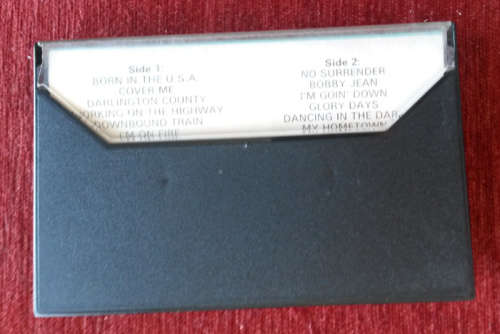 Side 1:
BORN IN THE U.S.A.
COVER ME
DARLINGTON COUNTY
ORKING ON THE HIGHWAY
DOWNBOUND TRAIN
I'M ON FIRE
Side 2:
NO SURRENDER
BOBBY JEAN
I'M GOIN' DOWN
GLORY DAYS
DANCING IN THE DAR
MY HOMETOWN